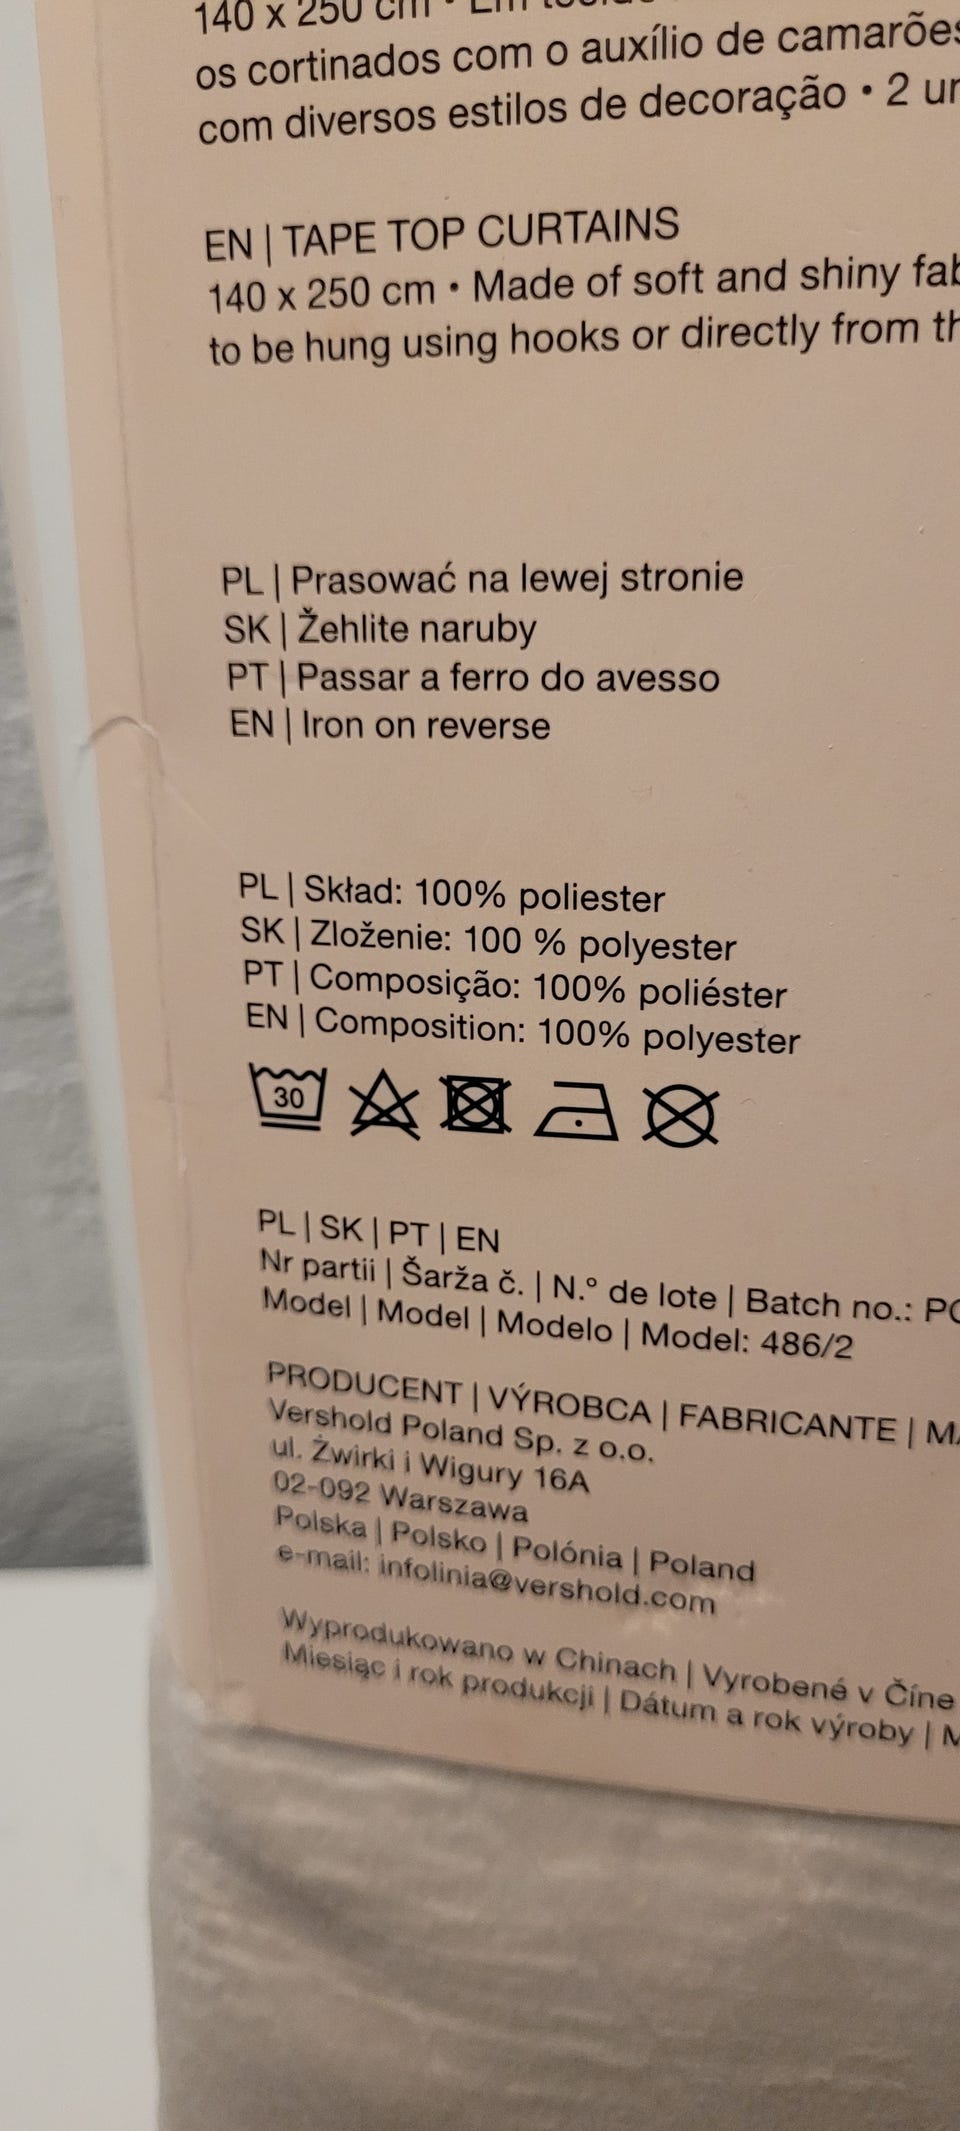 140 x 250 cm •
os cortinados com o auxílio de camarões
com diversos estilos de decoração • 2
EN | TAPE TOP CURTAINS
140 x 250 cm • Made of soft and shiny
to be hung using hooks or directly from
PL | Prasować na lewej stronie
SK | Žehlite naruby
PT | Passar a ferro do avesso
EN | Iron on reverse
PL | Skład: 100% poliester
SK | Zloženie: 100 % polyester
PT | Composição: 100% poliéster
EN | Composition: 100% polyester
30
PL | SK | PT | EN
Nr partii | Šarža č. | N.° de lote | Batch no.:
Model | Model | Modelo | Model: 486/2
PRODUCENT | VÝROBCA | FABRICANTE |
Vershold Poland Sp. z o.o.
ul. Żwirki i Wigury 16A
02-092 Warszawa
Polska | Polsko | Polónia | Poland
e-mail: infolinia@vershold.com
Wyprodukowano w Chinach | Vyrobené v Číne
Miesiąc i rok produkcji | Dátum a rok výroby |